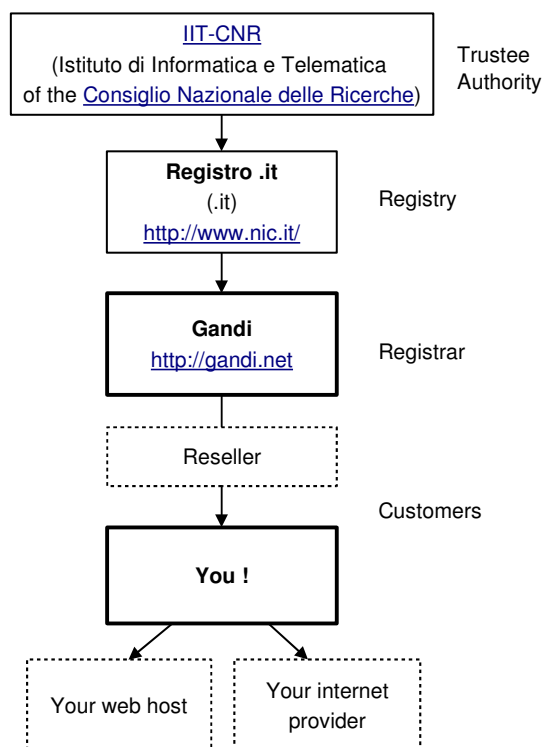 IIT-CNR
(Istituto di Informatica e Telematica
of the Consiglio Nazionale delle Ricerche)
Trustee
Authority
Registro .it
(.it)
http://www.nic.it/
Registry
Gandi
http://gandi.net
Registrar
Reseller
Customers
You !
Your web host
Your internet
provider